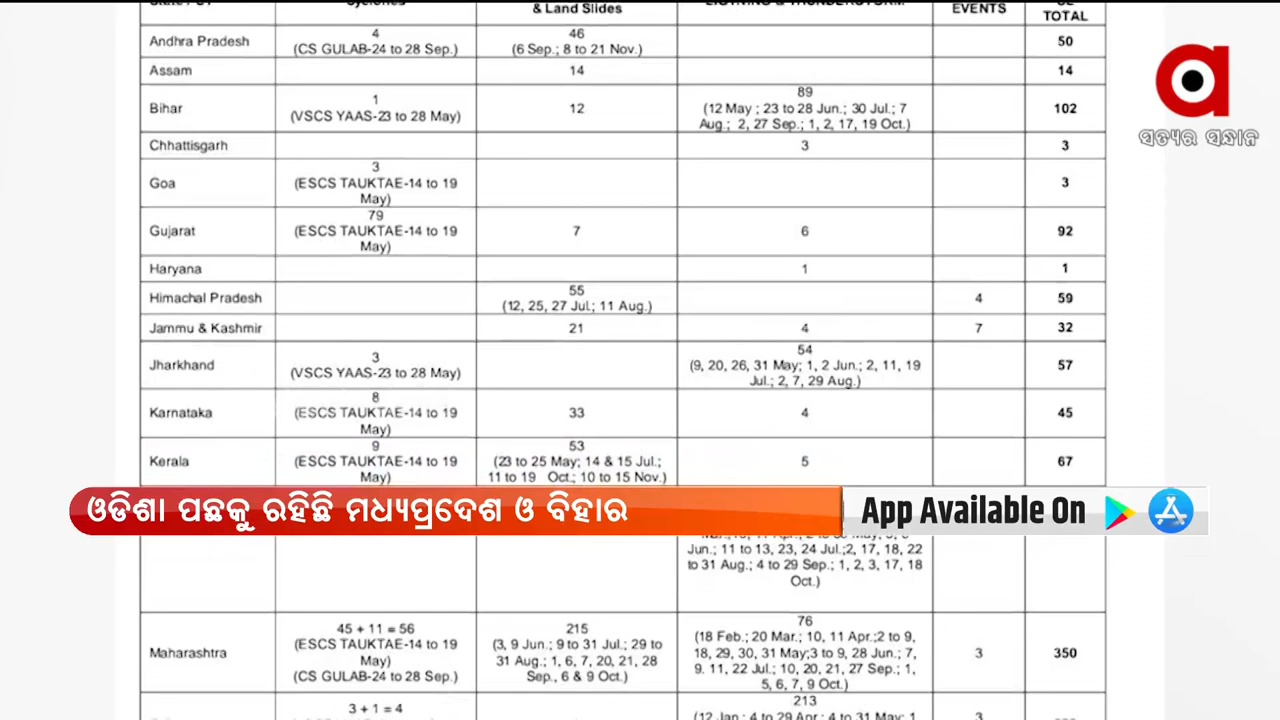 & Land Slides
EVENTS
TOTAL
Andhra Pradesh
4
(CS GULAB-24 to 28 Sep.)
46
(6 Sep.; 8 to 21 Nov.)
50
Assam
14
14
Bihar
1
(VSCS YAAS-23 to 28 May)
12
89
(12 May ; 23 to 28 Jun.; 30 Jul.; 7
Aug.; 2, 27 Sep.; 1, 2, 17, 19 Oct.)
102
Chhattisgarh
3
3
Goa
3
(ESCS TAUKTAE-14 to 19
May)
3
Gujarat
79
(ESCS TAUKTAE-14 to 19
May)
7
6
92
Haryana
1
1
Himachal Pradesh
55
(12, 25, 27 Jul.; 11 Aug.)
4
59
Jammu & Kashmir
21
4
7
32
Jharkhand
3
(VSCS YAAS-23 to 28 May)
54
(9, 20, 26, 31 May; 1, 2 Jun.; 2, 11, 19
Jul.; 2, 7, 29 Aug.)
57
Karnataka
8
(ESCS TAUKTAE-14 to 19
May)
33
4
45
Kerala
9
(ESCS TAUKTAE-14 to 19
May)
53
(23 to 25 May; 14 & 15 Jul.;
11 to 19 Oct.; 10 to 15 Nov.)
5
67
ଓଡିଶା ପଛକୁ ରହିଛି ମଧ୍ୟପ୍ରଦେଶ ଓ ବିହାର
App Available On
Jun.; 11 to 13, 23, 24 Jul.;2, 17, 18, 22
to 31 Aug.; 4 to 29 Sep.; 1, 2, 3, 17, 18
Oct.)
Maharashtra
45 + 11 = 56
(ESCS TAUKTAE-14 to 19
May)
(CS GULAB-24 to 28 Sep.)
215
(3, 9 Jun.; 9 to 31 Jul.; 29 to
31 Aug.; 1, 6, 7, 20, 21, 28
Sep., 6 & 9 Oct.)
76
(18 Feb.; 20 Mar.; 10, 11 Apr.;2 to 9,
18, 29, 30, 31 May;3 to 9, 28 Jun.; 7,
9. 11, 22 Jul.; 10, 20, 21, 27 Sep.; 1,
5, 6, 7, 9 Oct.)
3
350
3 + 1 = 4
213
(12 Jan.; 4 to 29 Apr.; 4 to 31 May; 1
3
ସତ୍ୟର ସନ୍ଧାନ